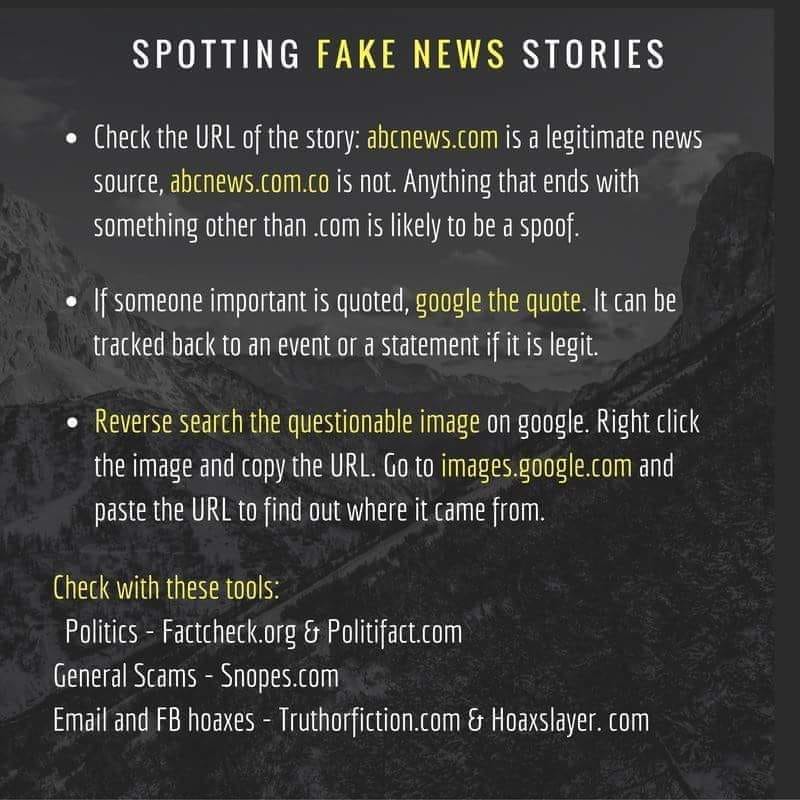 SPOTTING FAKE NEWS STORIES
• Check the URL of the story: abcnews.com is a legitimate news
source, abcnews.com.co is not. Anything that ends with
something other than .com is likely to be a spoof.
• If someone important is quoted, google the quote. It can be
tracked back to an event or a statement if it is legit.
• Reverse search the questionable image on google. Right click
the image and copy the URL. Go to images.google.com and
paste the URL to find out where it came from.
Check with these tools:
Politics - Factcheck.org & Politifact.com
General Scams - Snopes.com
Email and FB hoaxes - Truthorfiction.com & Hoaxslayer. com